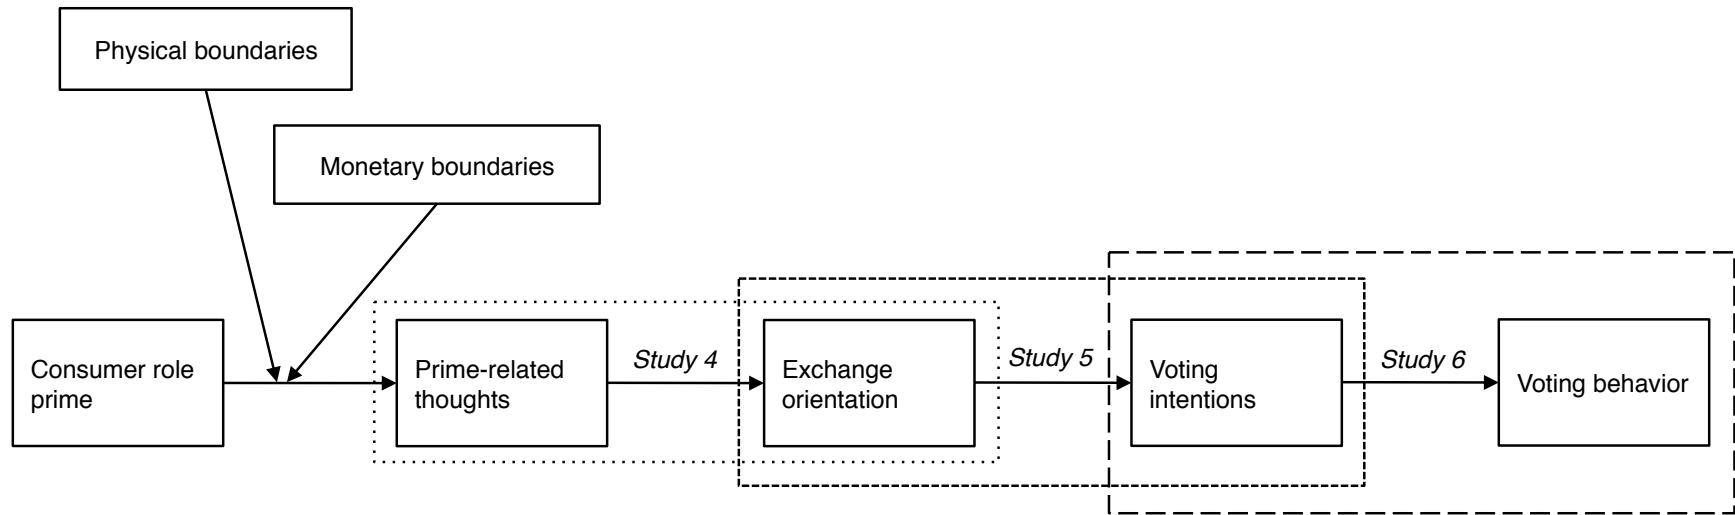 Physical boundaries
Monetary boundaries
Consumer role
prime
Prime-related
thoughts
Study 4
Exchange
orientation
Study 5
Voting
intentions
Study 6
Voting behavior